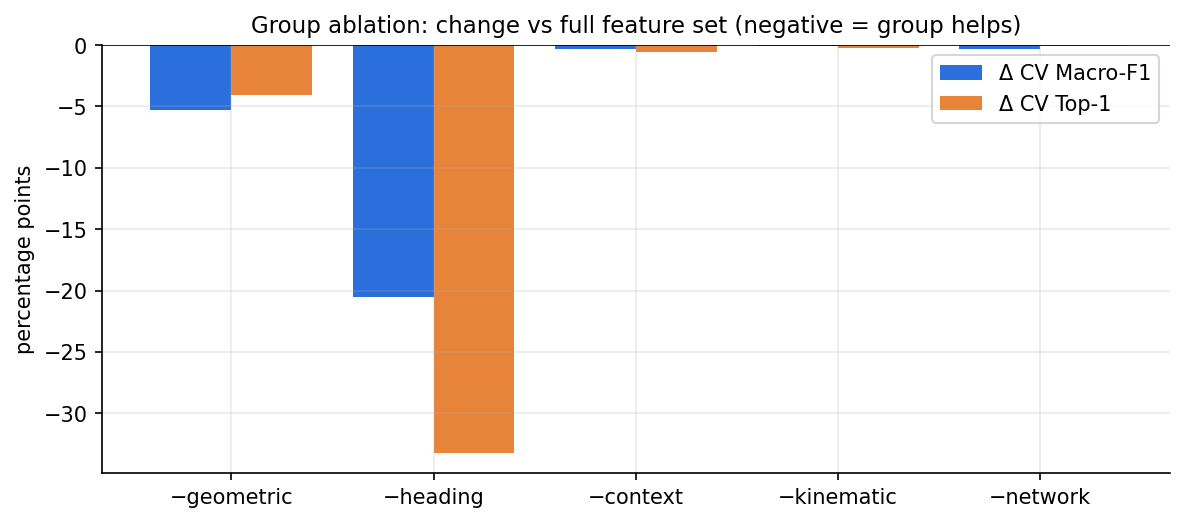 Group ablation: change vs full feature set (negative = group helps)
percentage points
0
−5
−10
−15
−20
−25
−30
Δ CV Macro-F1
Δ CV Top-1
−geometric
−heading
−context
−kinematic
−network